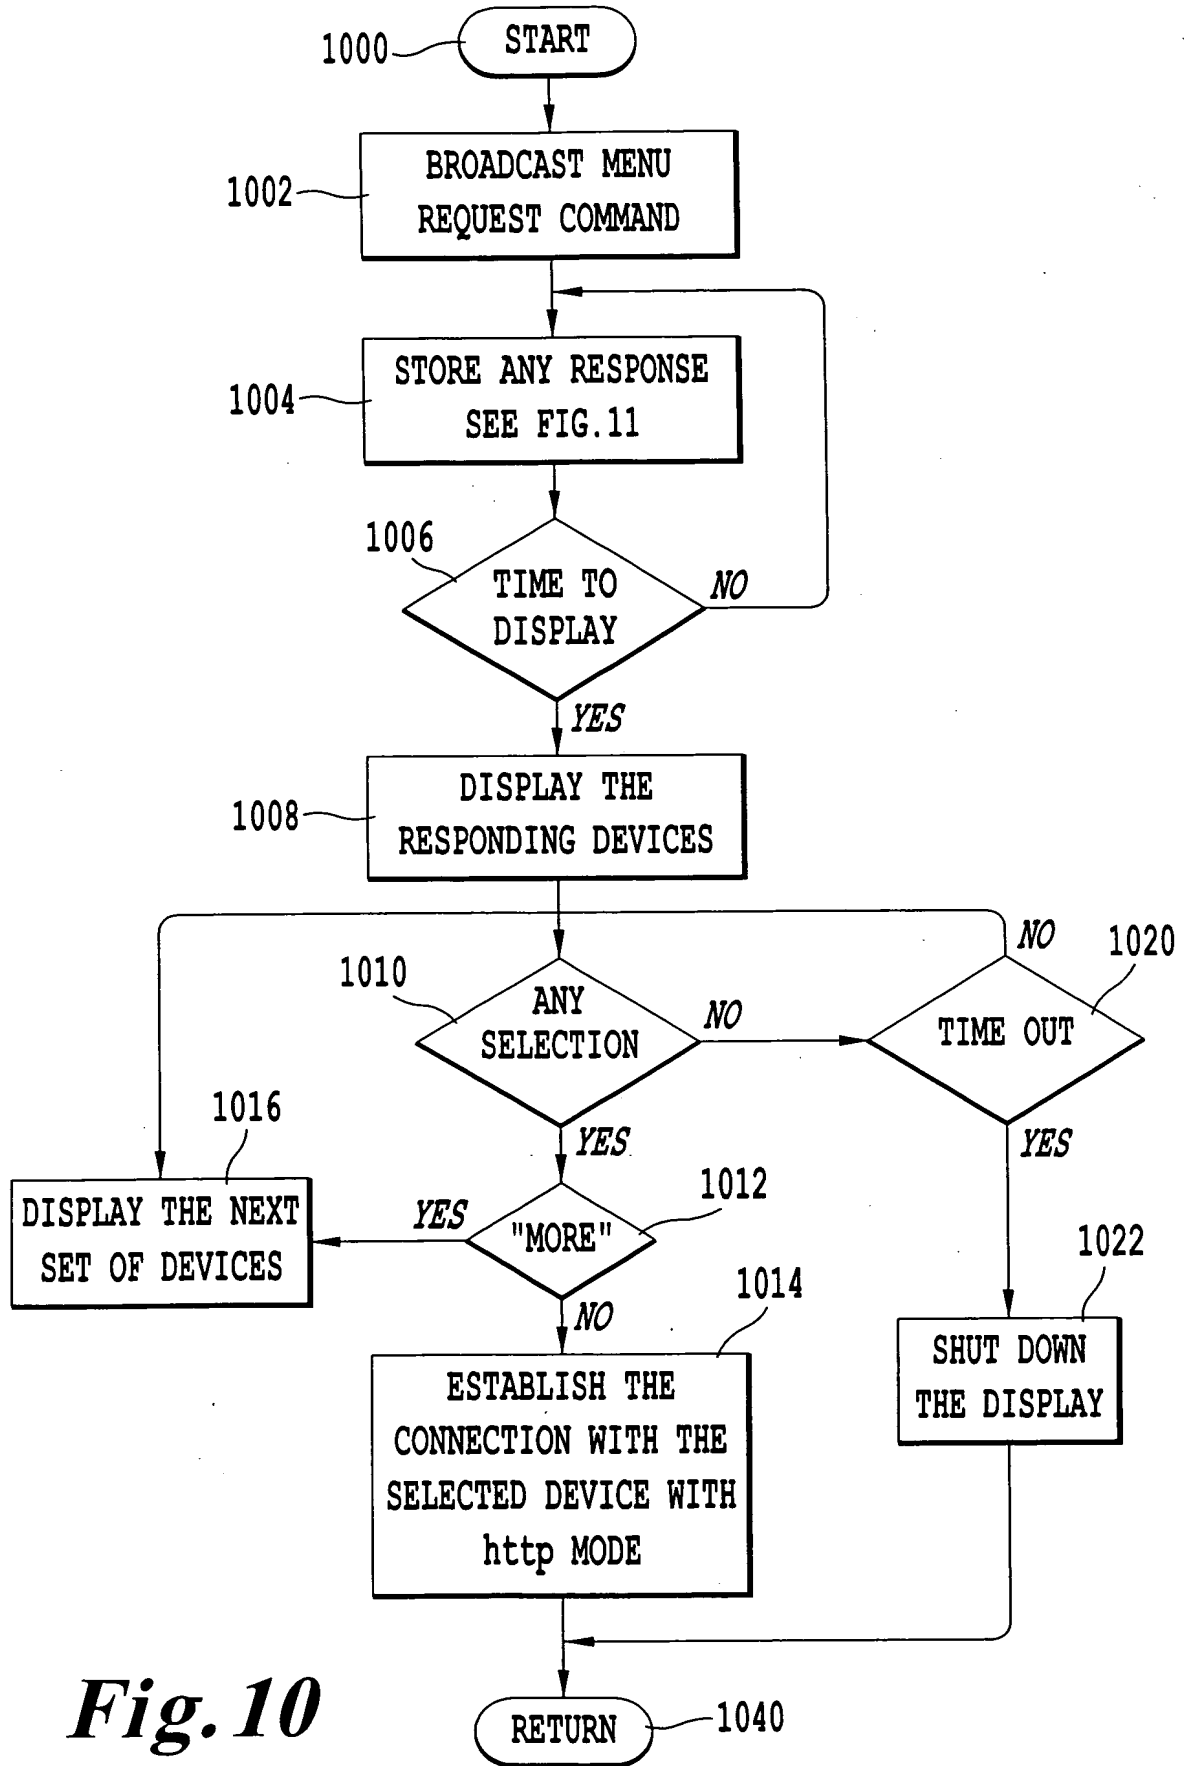 START
1000
BROADCAST MENU
REQUEST COMMAND
1002
STORE ANY RESPONSE
SEE FIG.11
1004
1006
TIME TO
DISPLAY
NO
YES
DISPLAY THE
RESPONDING DEVICES
1008
1010
ANY
SELECTION
NO
NO
1020
TIME OUT
YES
YES
1016
DISPLAY THE NEXT
SET OF DEVICES
YES
"MORE"
1012
NO
1014
1022
SHUT DOWN
THE DISPLAY
ESTABLISH THE
CONNECTION WITH THE
SELECTED DEVICE WITH
http MODE
RETURN
1040
Fig. 10